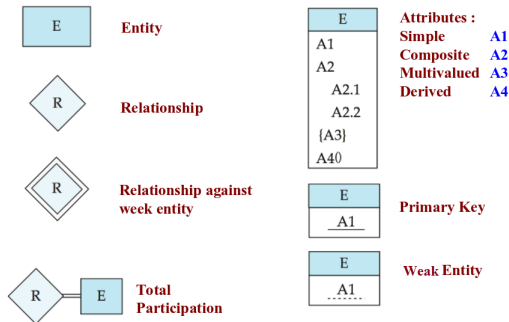 E
Entity
R
Relationship
R
Relationship against
week entity
R
E
Total
Participation
E
A1
A2
A2.1
A2.2
{A3}
A4()
Attributes :
Simple A1
Composite A2
Multivalued A3
Derived A4
E
A1
Primary Key
E
A1
Weak Entity